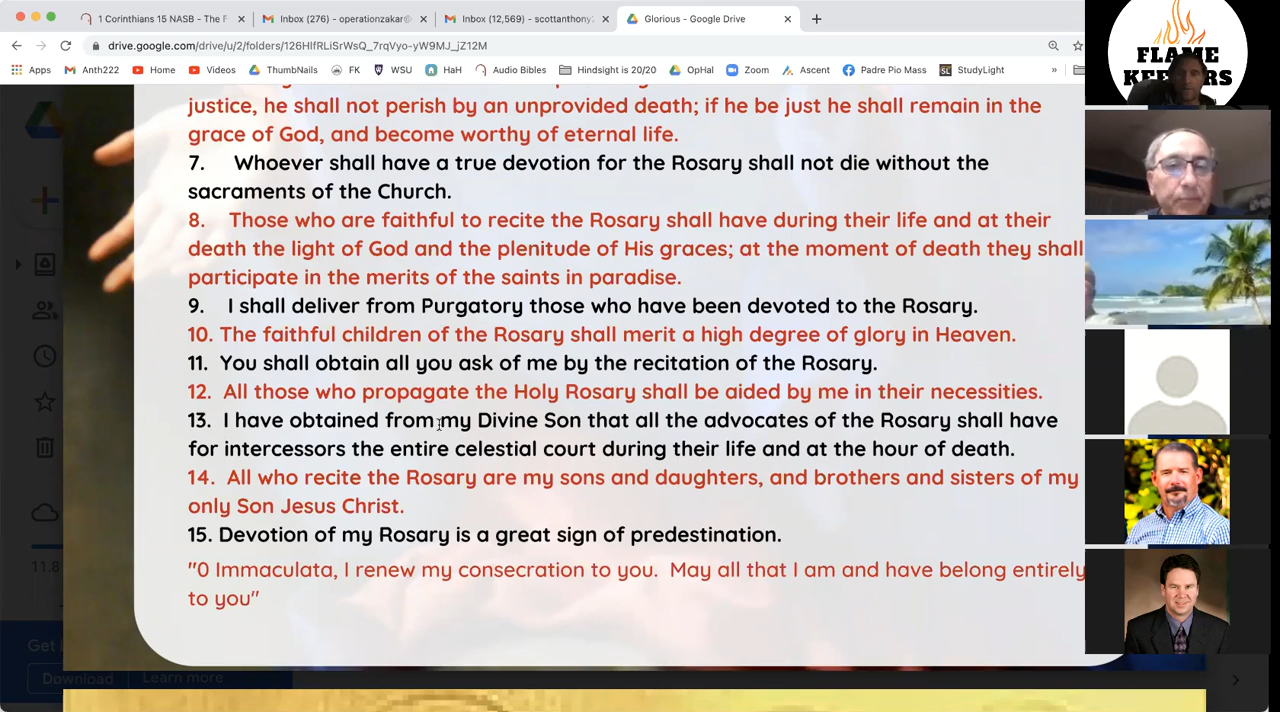 1 Corinthians 15 NASB - The F
Inbox (276) - operationzakar@
Inbox (12,569) - scottanthony
Glorious - Google Drive
drive.google.com/drive/u/2/folders/126HIfRLiSrWsQ_7rqVyo-yW9MJ_jZ12M
Apps Anth222 Home Videos ThumbNails FK WSU HaH Audio Bibles Hindsight is 20/20 OpHal Zoom Ascent Padre Pio Mass StudyLight »
FLAME
KEEPERS
justice, he shall not perish by an unprovided death; if he be just he shall remain in the
grace of God, and become worthy of eternal life.
7. Whoever shall have a true devotion for the Rosary shall not die without the
sacraments of the Church.
8. Those who are faithful to recite the Rosary shall have during their life and at their
death the light of God and the plenitude of His graces; at the moment of death they shall
participate in the merits of the saints in paradise.
9. I shall deliver from Purgatory those who have been devoted to the Rosary.
10. The faithful children of the Rosary shall merit a high degree of glory in Heaven.
11. You shall obtain all you ask of me by the recitation of the Rosary.
12. All those who propagate the Holy Rosary shall be aided by me in their necessities.
13. I have obtained from my Divine Son that all the advocates of the Rosary shall have
for intercessors the entire celestial court during their life and at the hour of death.
14. All who recite the Rosary are my sons and daughters, and brothers and sisters of my
only Son Jesus Christ.
15. Devotion of my Rosary is a great sign of predestination.
"0 Immaculata, I renew my consecration to you. May all that I am and have belong entirely
to you"
11.8
Get
Download Learn more